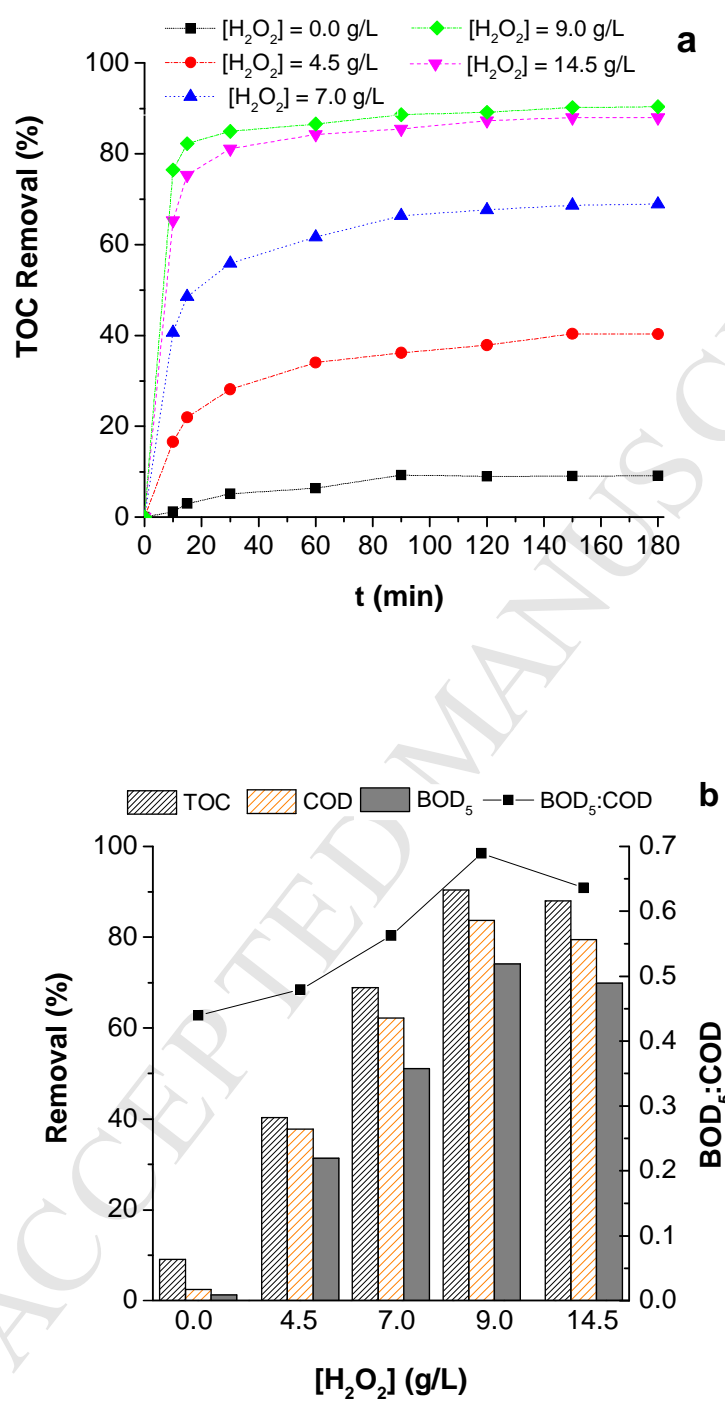 [H₂O₂] = 0.0 g/L [H₂O₂] = 9.0 g/L a
[H₂O₂] = 4.5 g/L [H₂O₂] = 14.5 g/L
[H₂O₂] = 7.0 g/L
100
80
60
40
20
0
TOC Removal (%)
0 20 40 60 80 100 120 140 160 180
t (min)
TOC COD BOD₅ BOD₅:COD b
100 0.7
0.6
80
0.5
60
0.4
40
0.3
0.2
20
0.1
0 0.0
Removal (%)
BOD₅:COD
0.0 4.5 7.0 9.0 14.5
[H₂O₂] (g/L)
ACCEPTED MANUSC